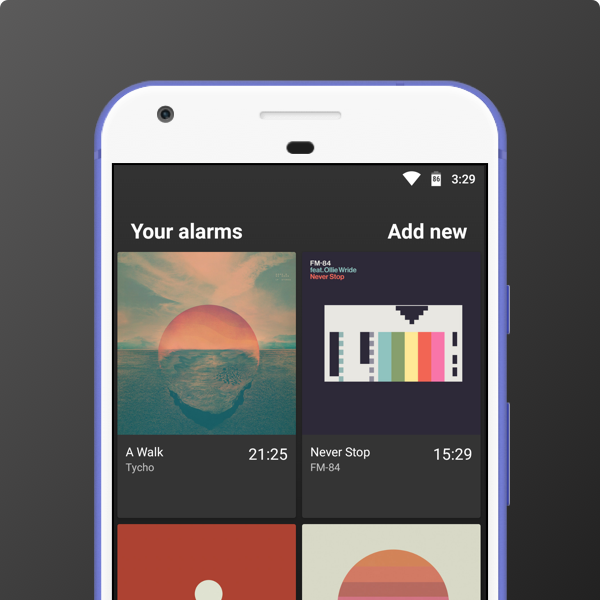 86
3:29
Your alarms
Add new
FM-84
feat. Ollie Wride
Never Stop
A Walk
21:25
Tycho
Never Stop
15:29
FM-84